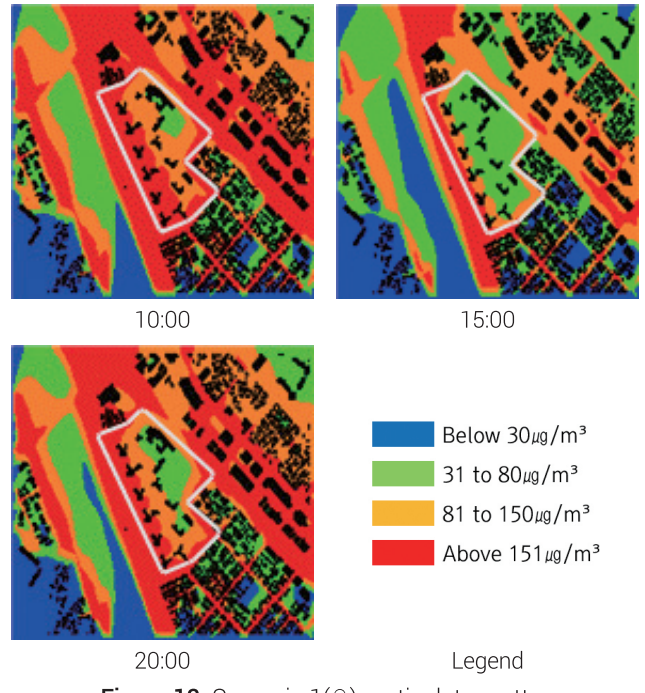 10:00
15:00
Below 30㎍/m³
31 to 80㎍/m³
81 to 150㎍/m³
Above 151㎍/m³
20:00
Legend